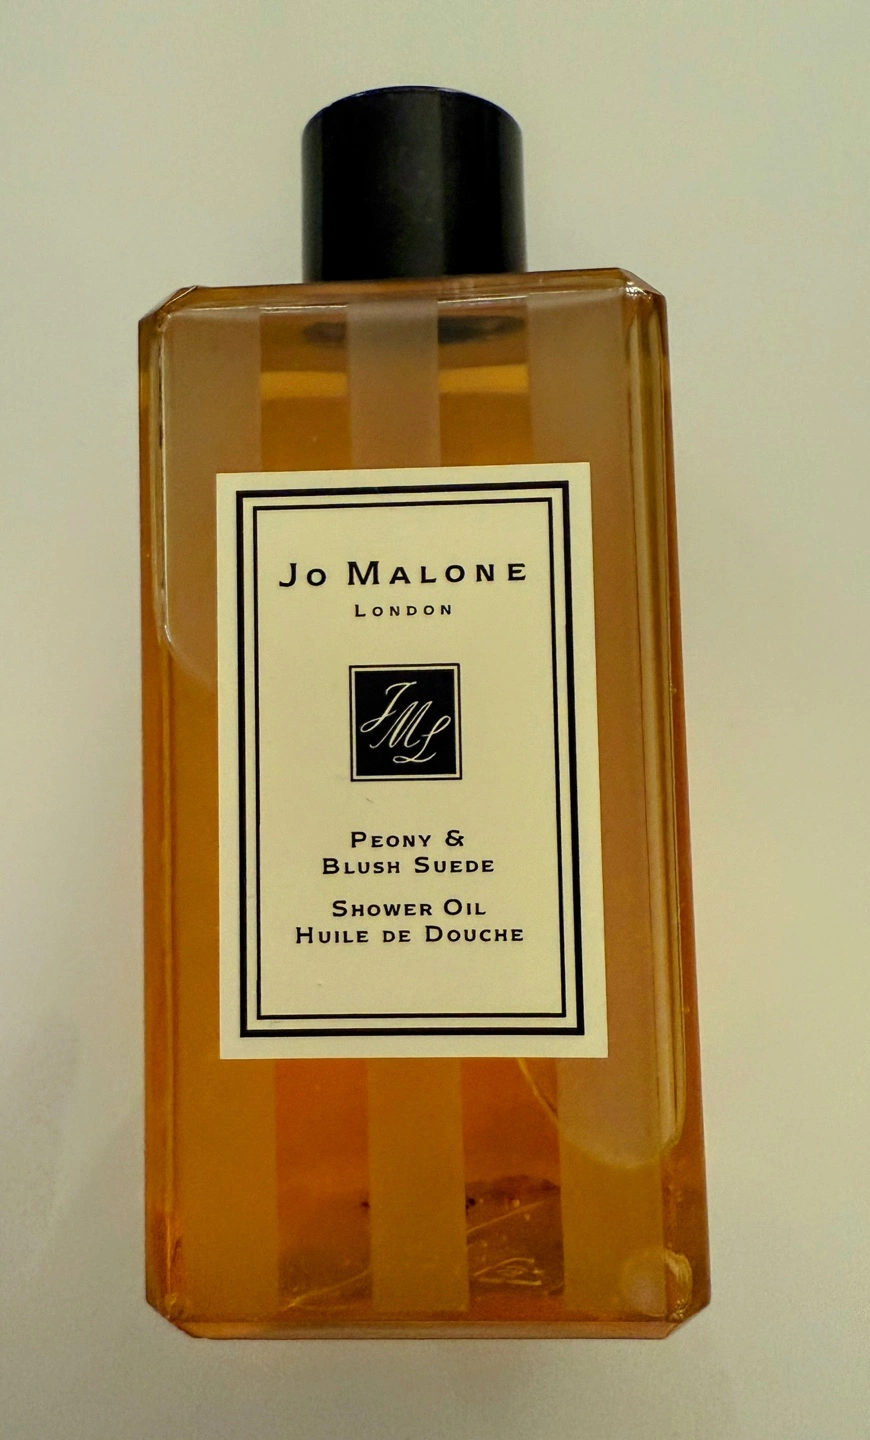 Jo Malone
London
JML
Peony &
Blush Suede
Shower Oil
Huile de Douche